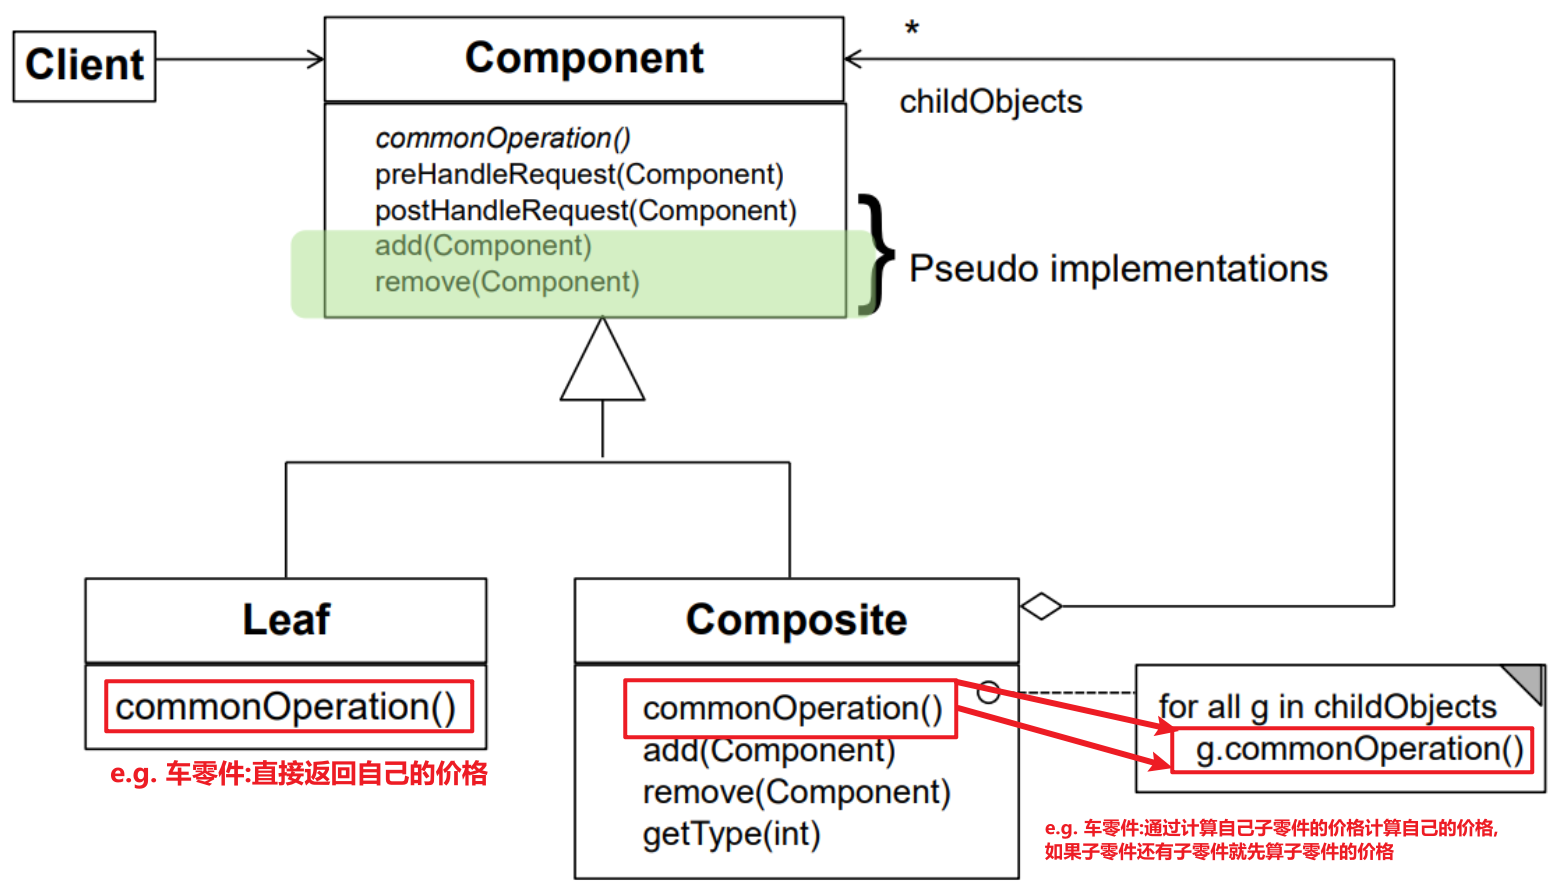 Client
Component
*
childObjects
commonOperation()
preHandleRequest(Component)
postHandleRequest(Component)
add(Component)
remove(Component)
Pseudo implementations
Leaf
commonOperation()
e.g. 车零件:直接返回自己的价格
Composite
commonOperation()
add(Component)
remove(Component)
getType(int)
for all g in childObjects
g.commonOperation()
e.g. 车零件:通过计算自己子零件的价格计算自己的价格,
如果子零件还有子零件就先算子零件的价格